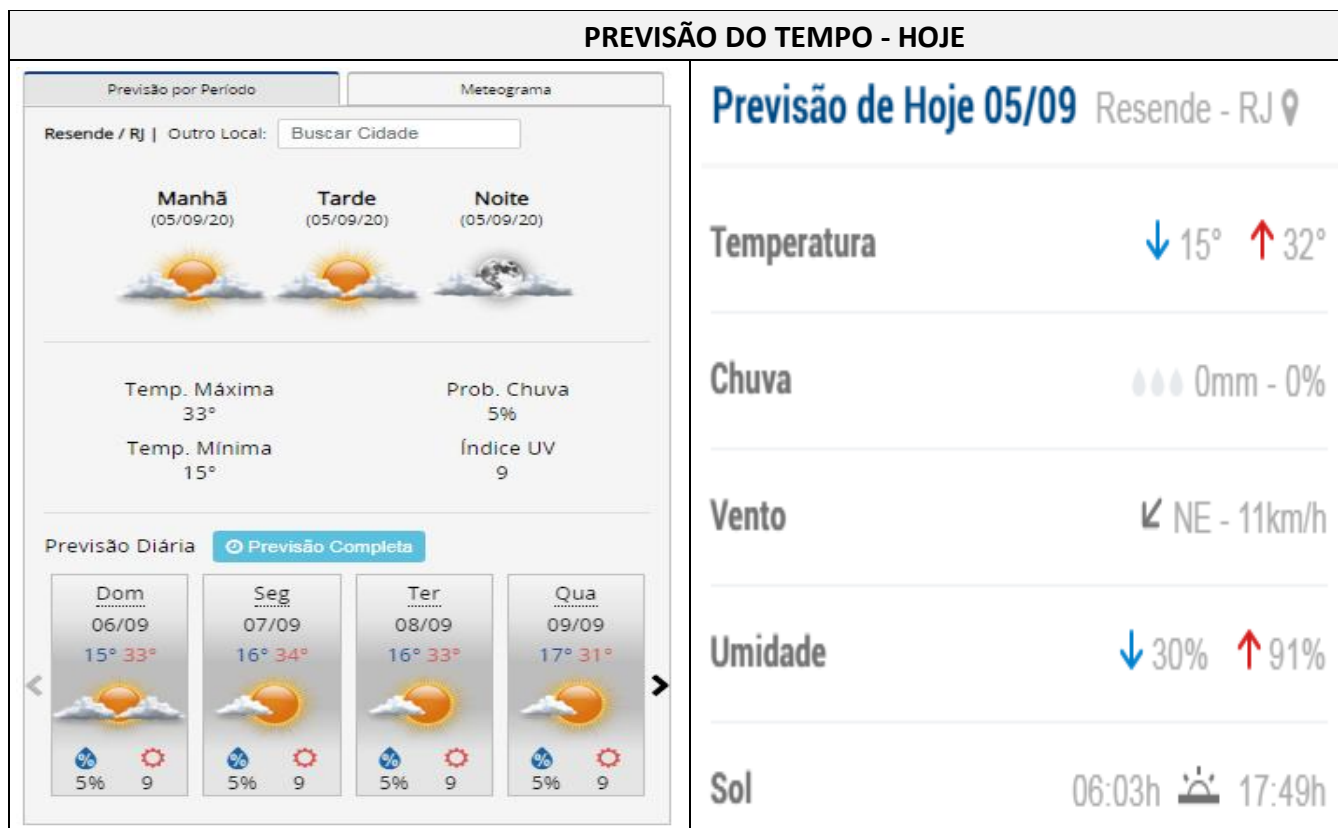 PREVISÃO DO TEMPO - HOJE
Previsão por Período
Meteograma
Resende / RJ | Outro Local: Buscar Cidade
Manhã Tarde Noite
(05/09/20) (05/09/20) (05/09/20)
Temp. Máxima Prob. Chuva
33° 5%
Temp. Mínima Índice UV
15° 9
Previsão Diária Previsão Completa
Dom Seg Ter Qua
06/09 07/09 08/09 09/09
15° 33° 16° 34° 16° 33° 17° 31°
% % % %
5% 9 5% 9 5% 9 5% 9
Previsão de Hoje 05/09 Resende - RJ
Temperatura ↓ 15° ↑ 32°
Chuva 0mm - 0%
Vento NE - 11km/h
Umidade ↓ 30% ↑ 91%
Sol 06:03h 17:49h